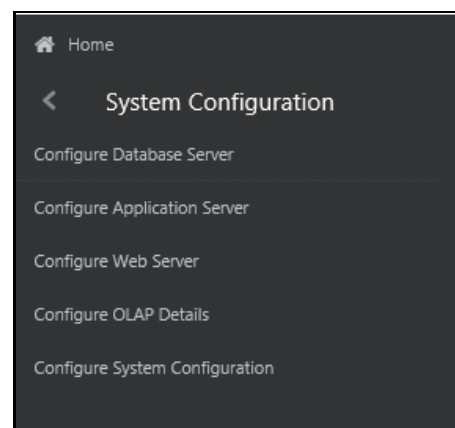 Home
System Configuration
Configure Database Server
Configure Application Server
Configure Web Server
Configure OLAP Details
Configure System Configuration